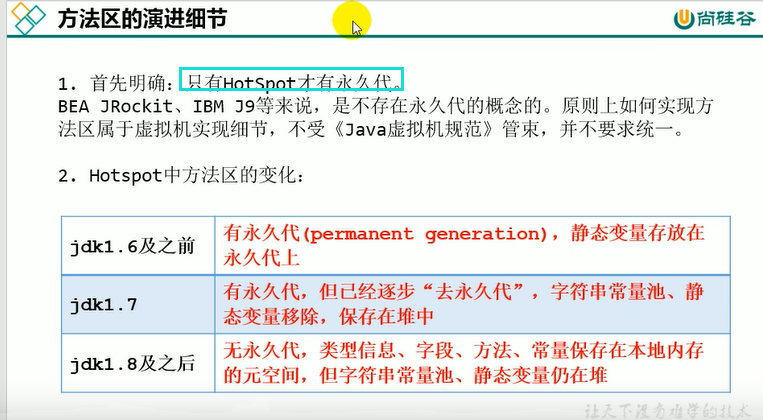 方法区的演进细节
尚硅谷
1. 首先明确：只有HotSpot才有永久代。
BEA JRockit、IBM J9等来说，是不存在永久代的概念的。原则上如何实现方
法区属于虚拟机实现细节，不受《Java虚拟机规范》管束，并不要求统一。
2. Hotspot中方法区的变化：
jdk1.6及之前
有永久代(permanent generation)，静态变量存放在
永久代上
jdk1.7
有永久代，但已经逐步“去永久代”，字符串常量池、静
态变量移除，保存在堆中
jdk1.8及之后
无永久代，类型信息、字段、方法、常量保存在本地内存
的元空间，但字符串常量池、静态变量仍在堆
让天下没有难学的技术